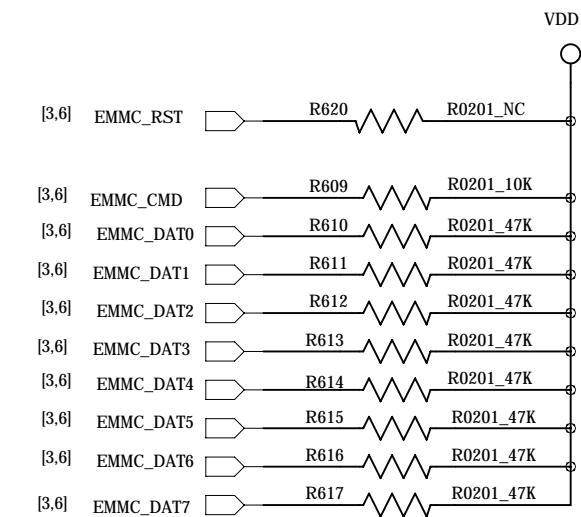 VDD
[3,6] EMMC_RST R620 R0201_NC
[3,6] EMMC_CMD R609 R0201_10K
[3,6] EMMC_DAT0 R610 R0201_47K
[3,6] EMMC_DAT1 R611 R0201_47K
[3,6] EMMC_DAT2 R612 R0201_47K
[3,6] EMMC_DAT3 R613 R0201_47K
[3,6] EMMC_DAT4 R614 R0201_47K
[3,6] EMMC_DAT5 R615 R0201_47K
[3,6] EMMC_DAT6 R616 R0201_47K
[3,6] EMMC_DAT7 R617 R0201_47K